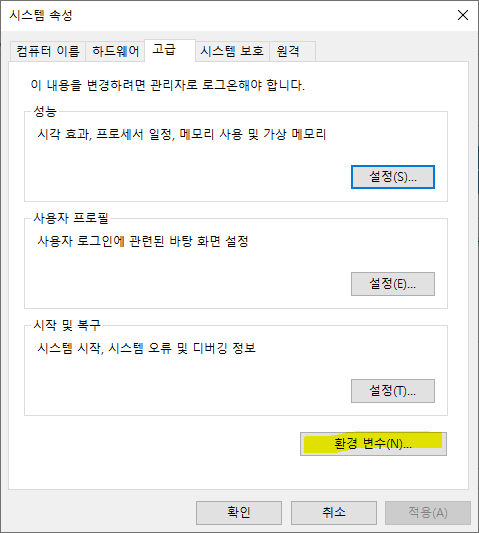 시스템 속성
컴퓨터 이름 하드웨어 고급 시스템 보호 원격
이 내용을 변경하려면 관리자로 로그온해야 합니다.
성능
시각 효과, 프로세서 일정, 메모리 사용 및 가상 메모리
설정(S)...
사용자 프로필
사용자 로그인에 관련된 바탕 화면 설정
설정(E)...
시작 및 복구
시스템 시작, 시스템 오류 및 디버깅 정보
설정(T)...
환경 변수(N)...
확인 취소 적용(A)